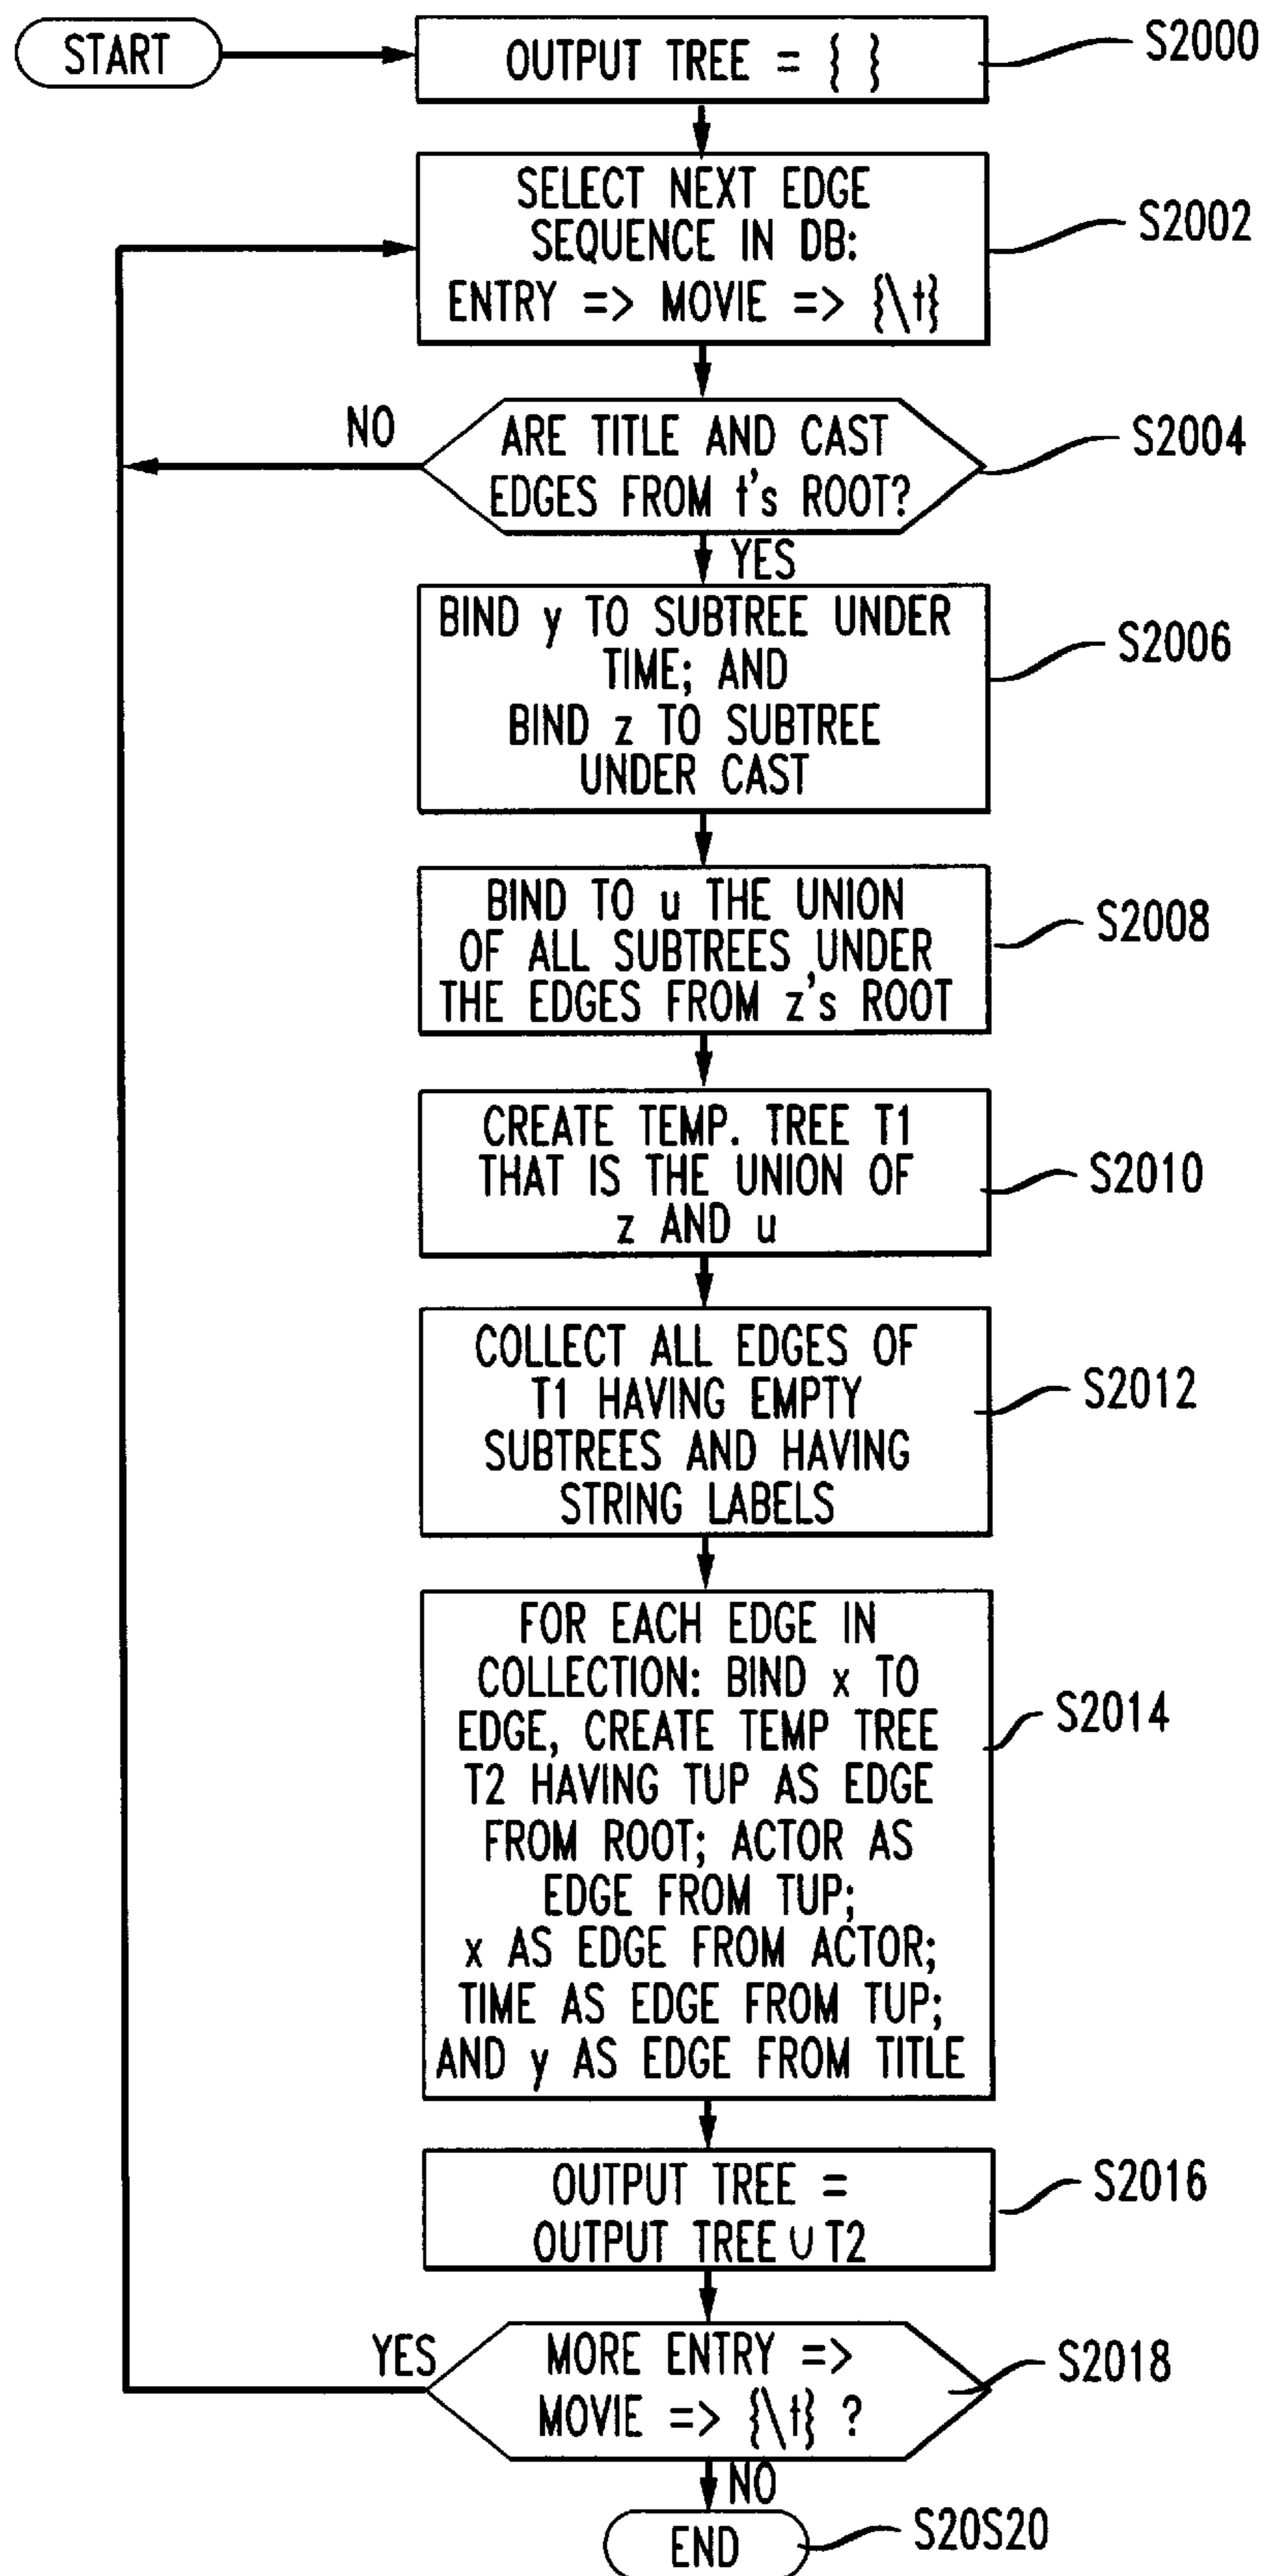 START
OUTPUT TREE = { }
S2000
SELECT NEXT EDGE
SEQUENCE IN DB:
ENTRY => MOVIE => {\t}
S2002
NO
ARE TITLE AND CAST
EDGES FROM t's ROOT?
S2004
YES
BIND y TO SUBTREE UNDER
TIME; AND
BIND z TO SUBTREE
UNDER CAST
S2006
BIND TO u THE UNION
OF ALL SUBTREES UNDER
THE EDGES FROM z's ROOT
S2008
CREATE TEMP. TREE T1
THAT IS THE UNION OF
z AND u
S2010
COLLECT ALL EDGES OF
T1 HAVING EMPTY
SUBTREES AND HAVING
STRING LABELS
S2012
FOR EACH EDGE IN
COLLECTION: BIND x TO
EDGE, CREATE TEMP TREE
T2 HAVING TUP AS EDGE
FROM ROOT; ACTOR AS
EDGE FROM TUP;
x AS EDGE FROM ACTOR;
TIME AS EDGE FROM TUP;
AND y AS EDGE FROM TITLE
S2014
OUTPUT TREE =
OUTPUT TREE ∪ T2
S2016
YES
MORE ENTRY =>
MOVIE => {\t} ?
S2018
NO
END
S20S20